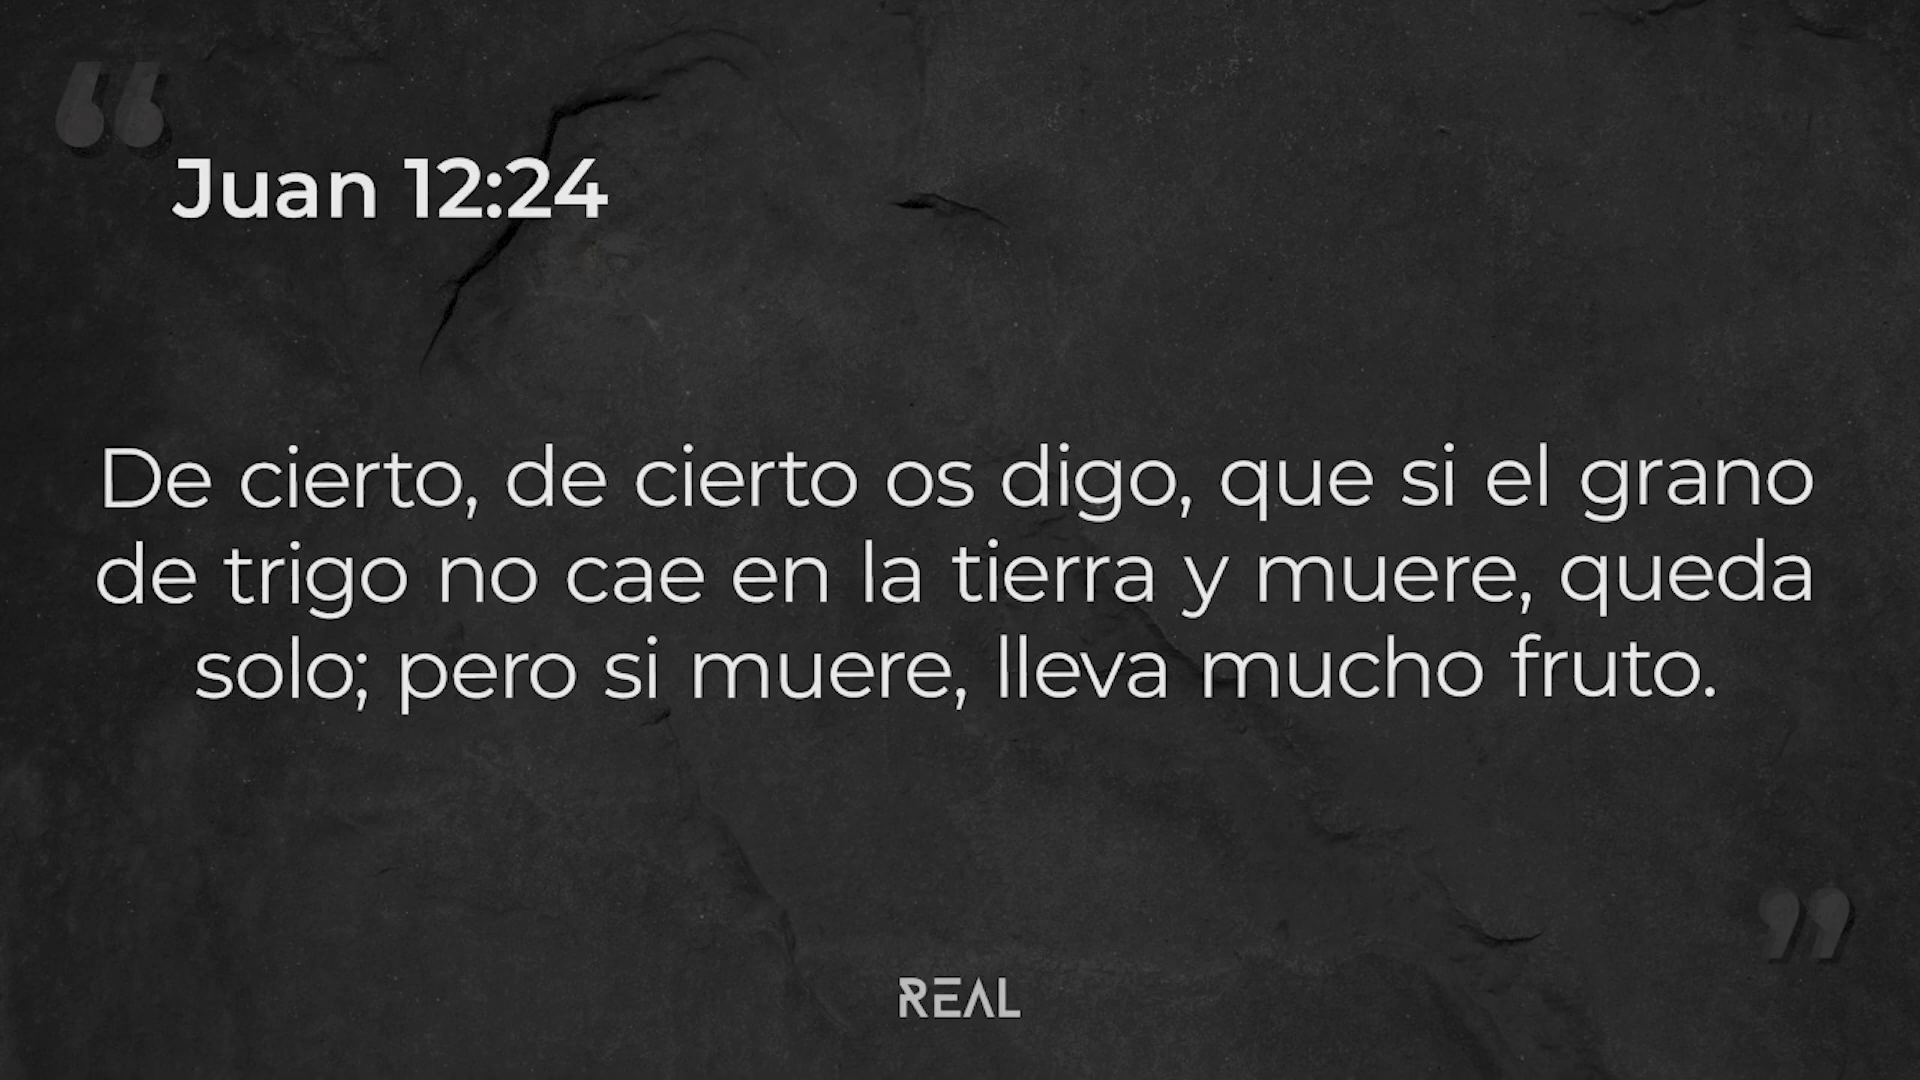 “
Juan 12:24
De cierto, de cierto os digo, que si el grano
de trigo no cae en la tierra y muere, queda
solo; pero si muere, lleva mucho fruto.
”
REAL